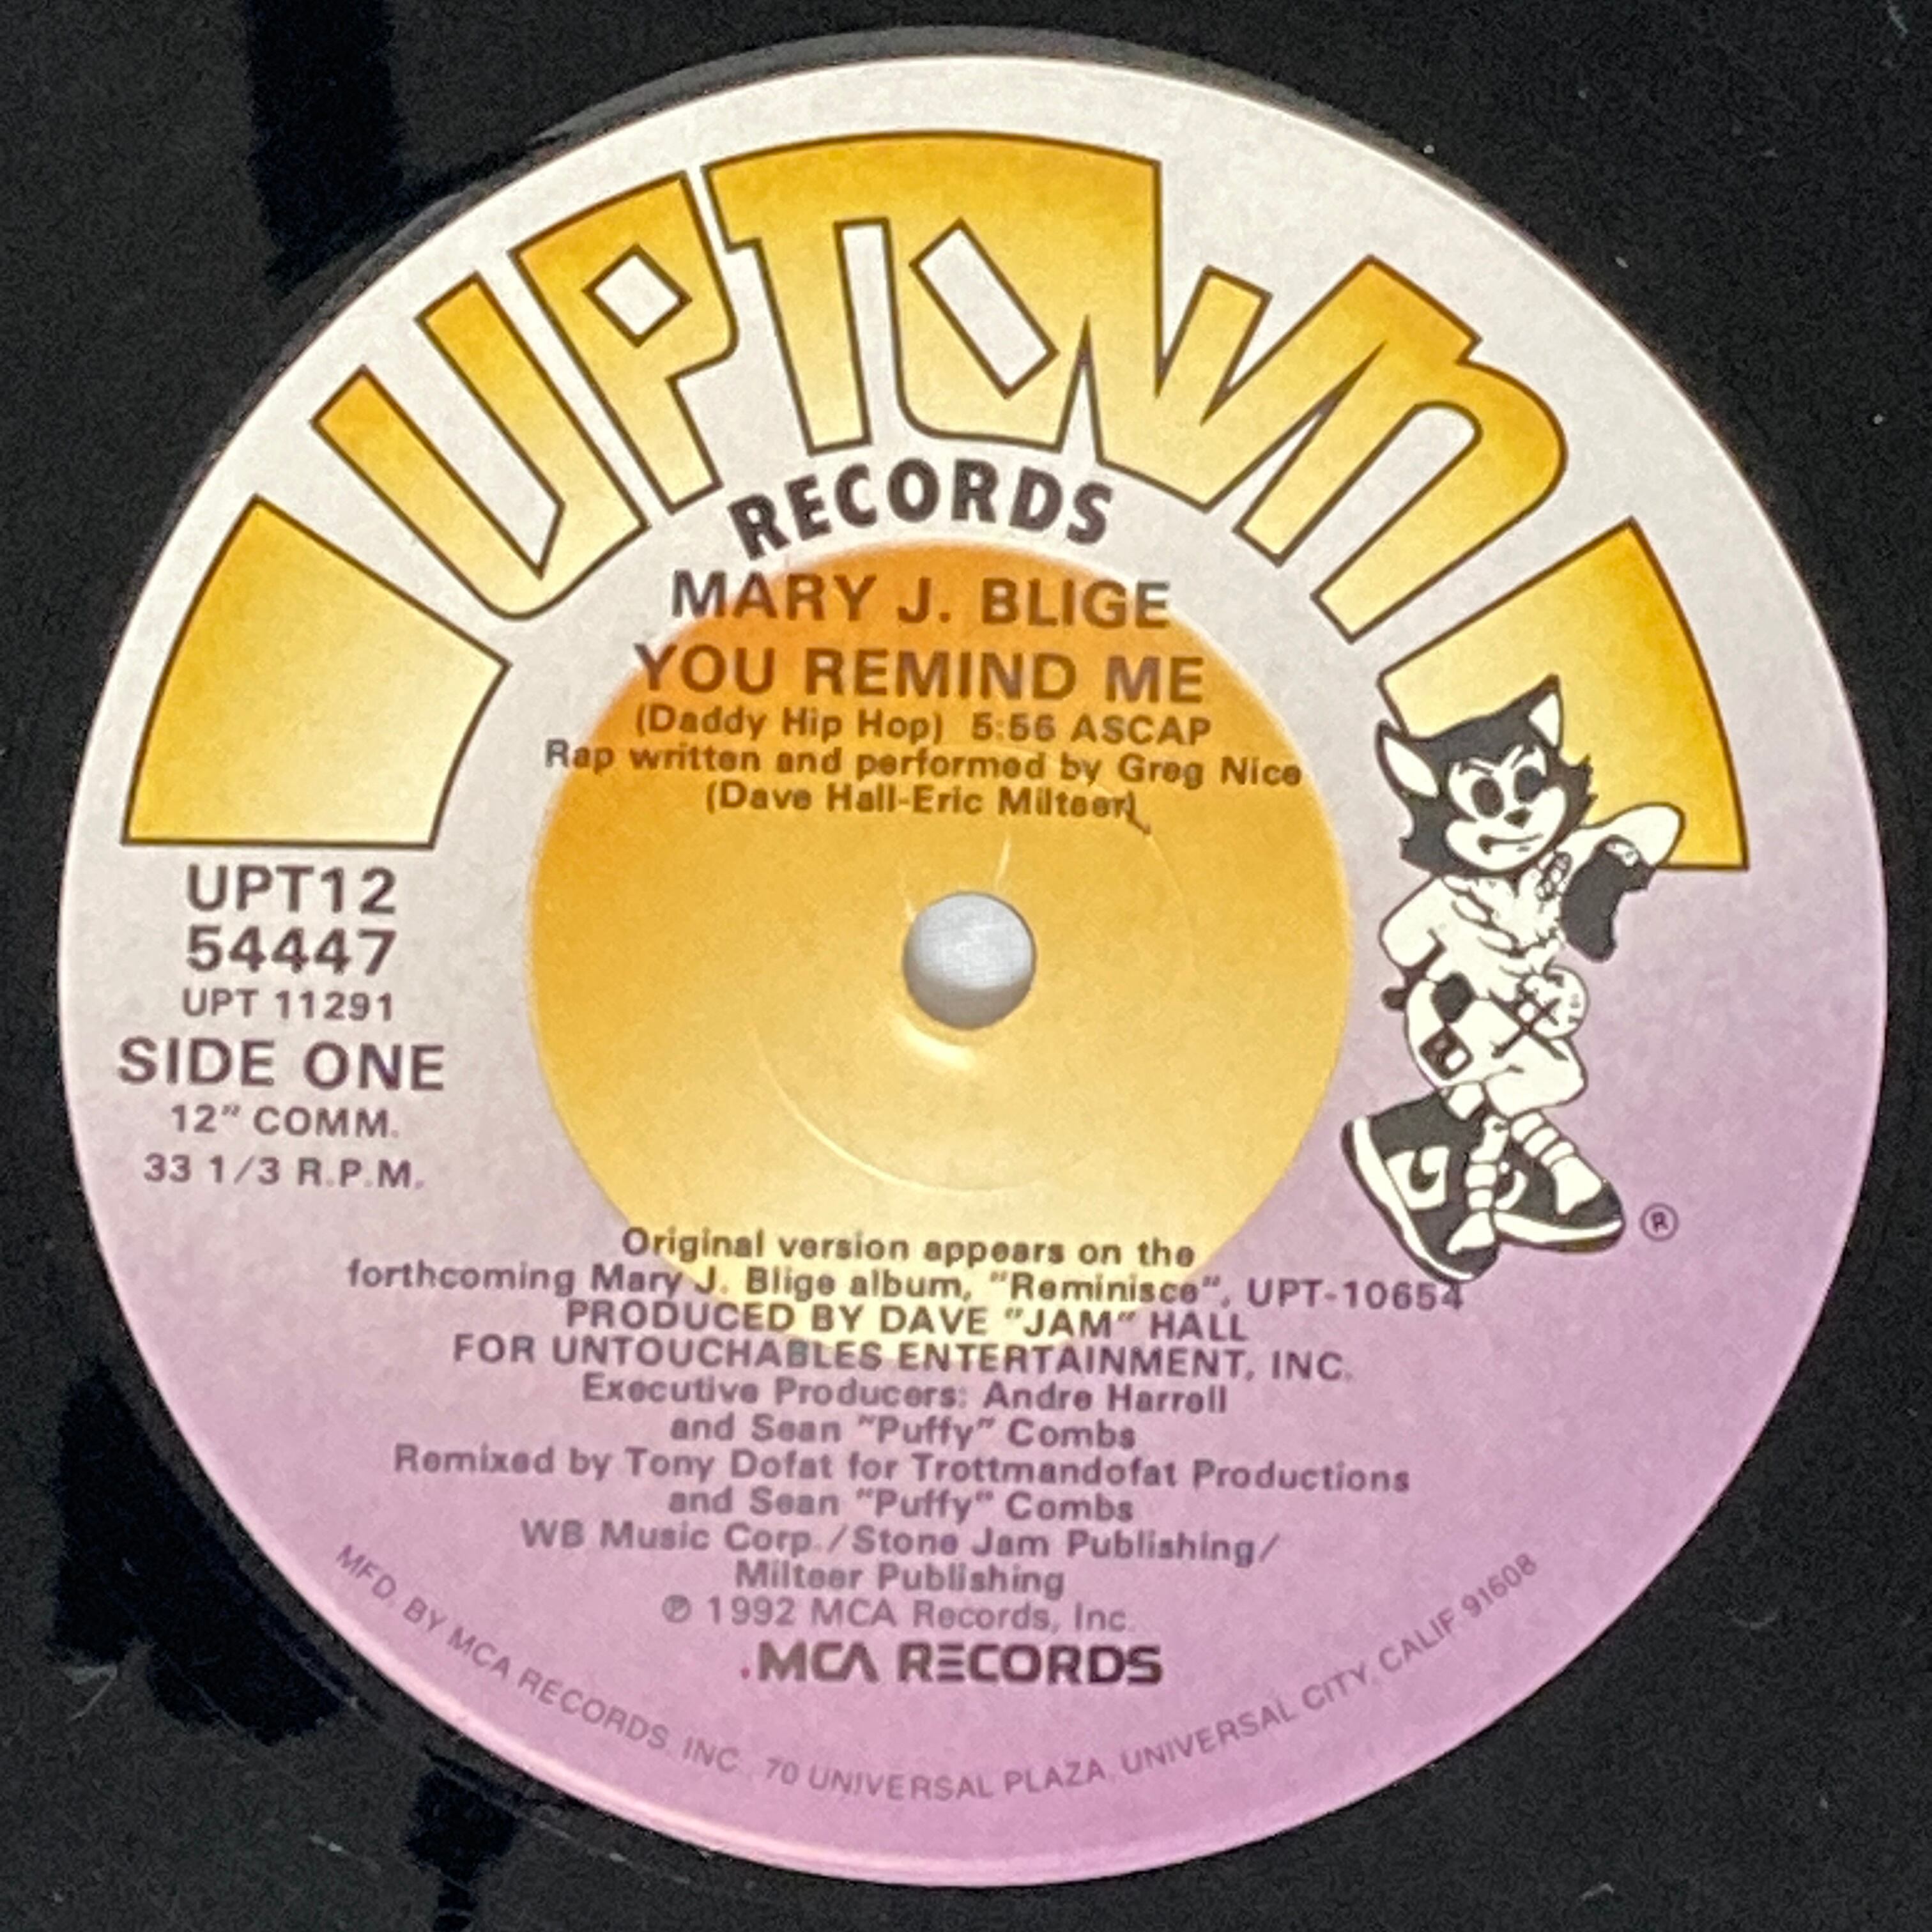 UPTOWN
RECORDS
MARY J. BLIGE
YOU REMIND ME
(Daddy Hip Hop) 5:56 ASCAP
Rap written and performed by Greg Nice
(Dave Hall-Eric Milteer)
UPT12
54447
UPT 11291
SIDE ONE
12" COMM.
33 1/3 R.P.M.
®
Original version appears on the
forthcoming Mary J. Blige album, "Reminisce", UPT-10654
PRODUCED BY DAVE "JAM" HALL
FOR UNTOUCHABLES ENTERTAINMENT, INC.
Executive Producers: Andre Harrell
and Sean "Puffy" Combs
Remixed by Tony Dofat for Trottmandofat Productions
and Sean "Puffy" Combs
WB Music Corp./Stone Jam Publishing/
Milteer Publishing
℗ 1992 MCA Records, Inc.
MCA RECORDS
MFD. BY MCA RECORDS, INC., 70 UNIVERSAL PLAZA, UNIVERSAL CITY, CALIF 91608